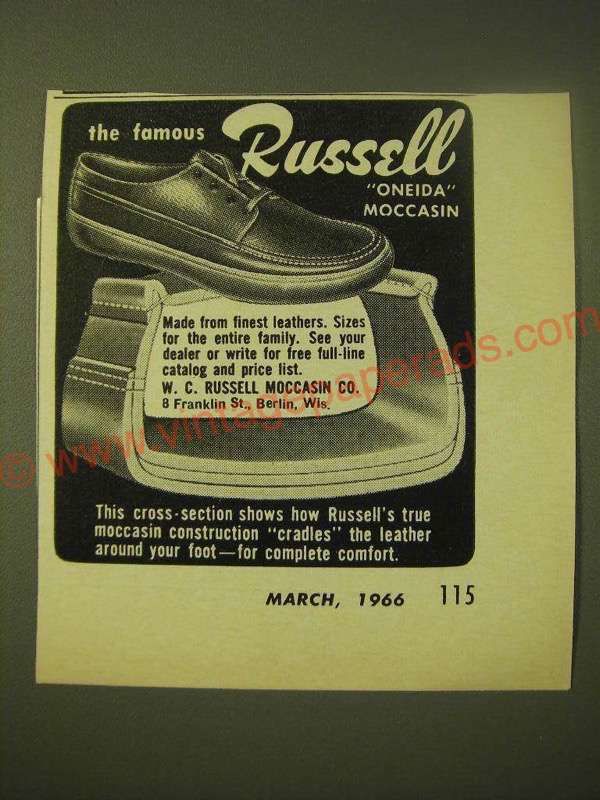 the famous Russell
"ONEIDA"
MOCCASIN
Made from finest leathers. Sizes
for the entire family. See your
dealer or write for free full-line
catalog and price list.
W. C. RUSSELL MOCCASIN CO.
8 Franklin St., Berlin, Wis.
© www.vintagepaperads.com
This cross-section shows how Russell's true
moccasin construction "cradles" the leather
around your foot—for complete comfort.
MARCH, 1966 115